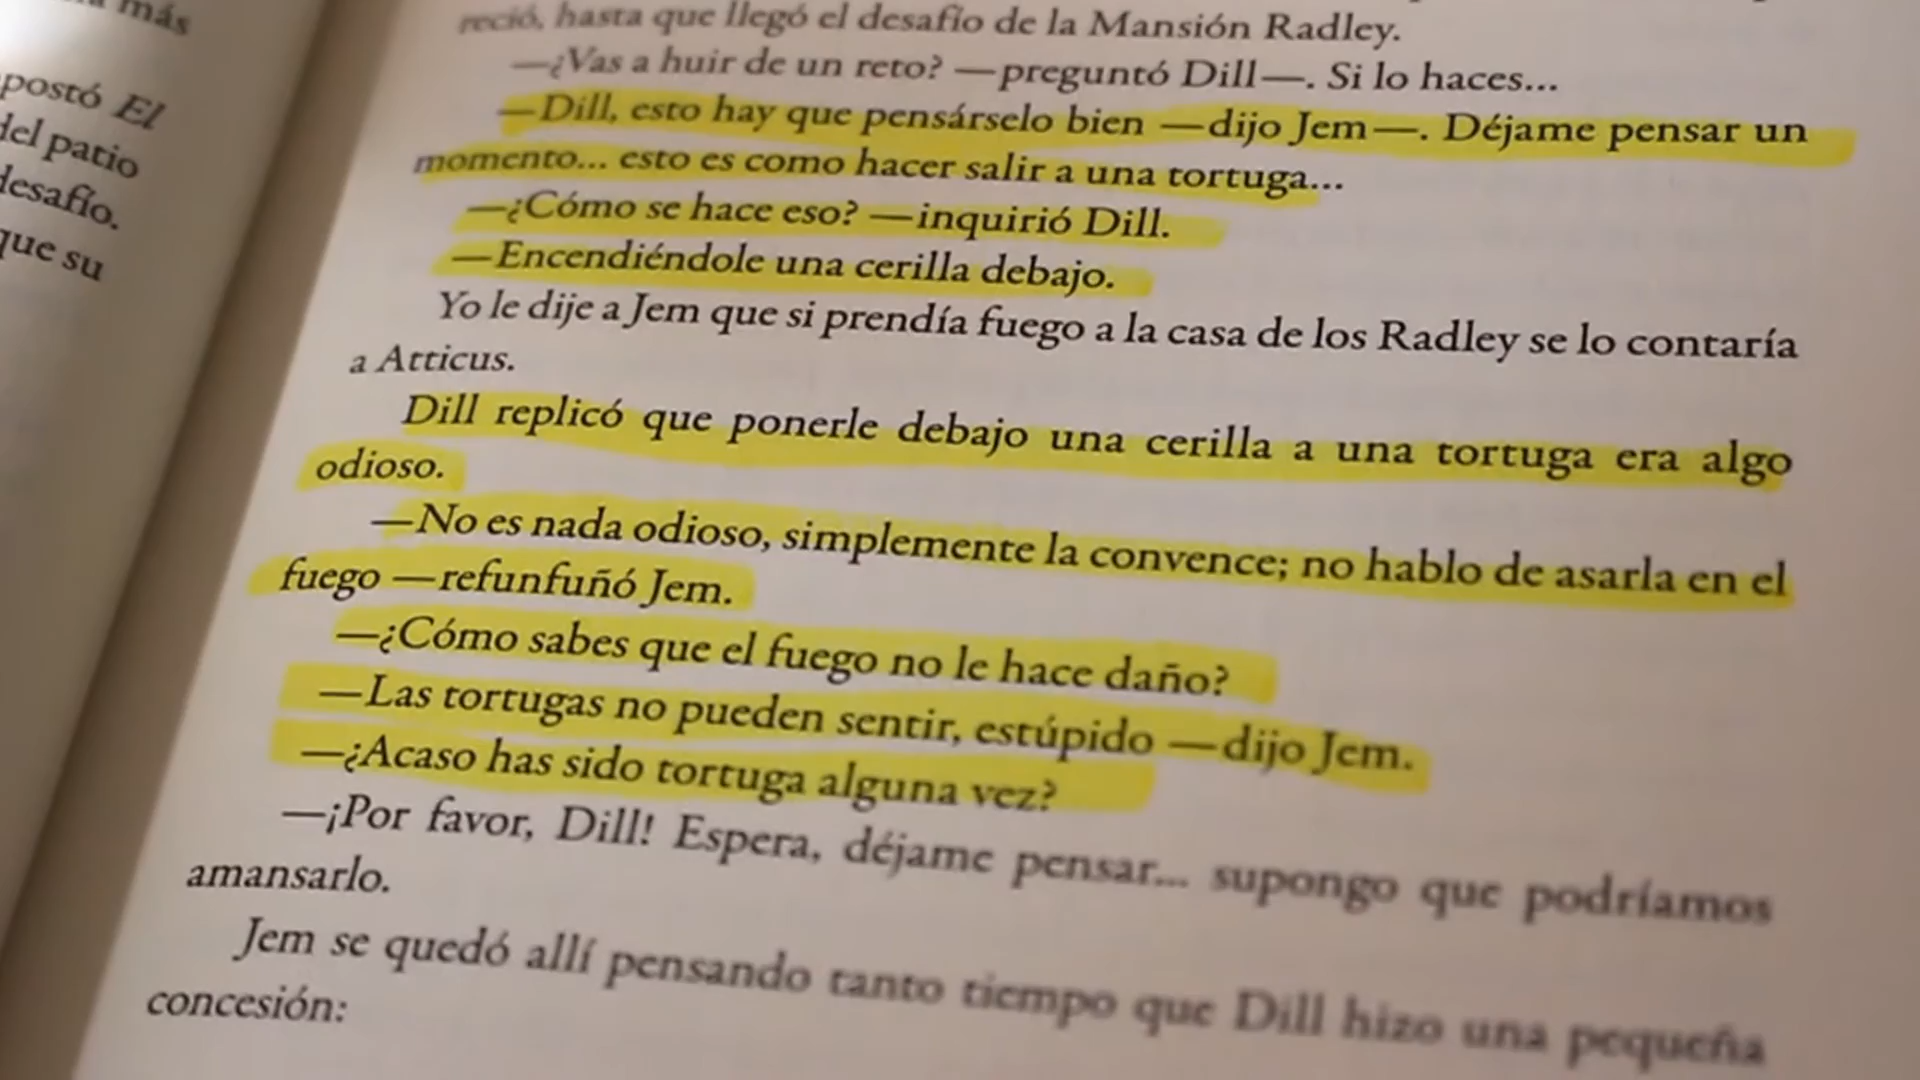 más
postó El
del patio
desafío.
que su
reció, hasta que llegó el desafío de la Mansión Radley.
—¿Vas a huir de un reto? —preguntó Dill—. Si lo haces...
—Dill, esto hay que pensárselo bien —dijo Jem—. Déjame pensar un
momento... esto es como hacer salir a una tortuga...
—¿Cómo se hace eso? —inquirió Dill.
—Encendiéndole una cerilla debajo.
Yo le dije a Jem que si prendía fuego a la casa de los Radley se lo contaría
a Atticus.
Dill replicó que ponerle debajo una cerilla a una tortuga era algo
odioso.
—No es nada odioso, simplemente la convence; no hablo de asarla en el
fuego —refunfuñó Jem.
—¿Cómo sabes que el fuego no le hace daño?
—Las tortugas no pueden sentir, estúpido —dijo Jem.
—¿Acaso has sido tortuga alguna vez?
—¡Por favor, Dill! Espera, déjame pensar... supongo que podríamos
amansarlo.
Jem se quedó allí pensando tanto tiempo que Dill hizo una pequeña
concesión: